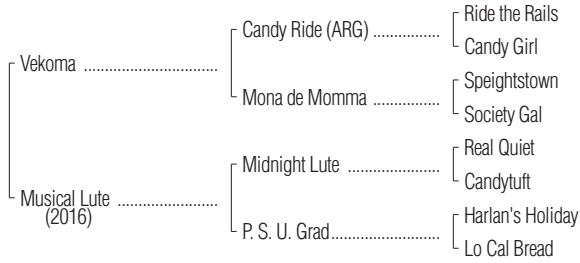 Ride the Rails
Candy Ride (ARG) ................
Candy Girl
Vekoma ................................
Speightstown
Mona de Momma ................
Society Gal
Real Quiet
Midnight Lute ......................
Candytuft
Musical Lute ........................
(2016)
Harlan's Holiday
P. S. U. Grad..........................
Lo Cal Bread